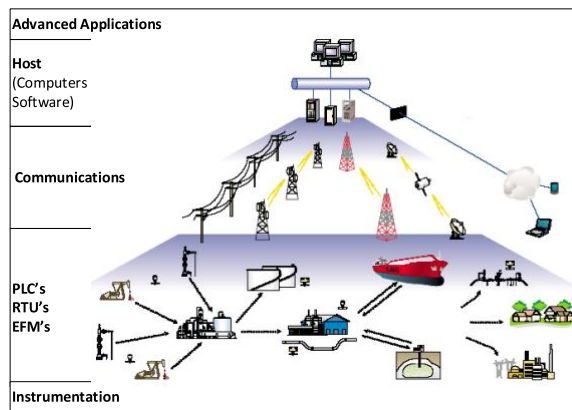 Advanced Applications
Host
(Computers
Software)
Communications
PLC's
RTU's
EFM's
Instrumentation